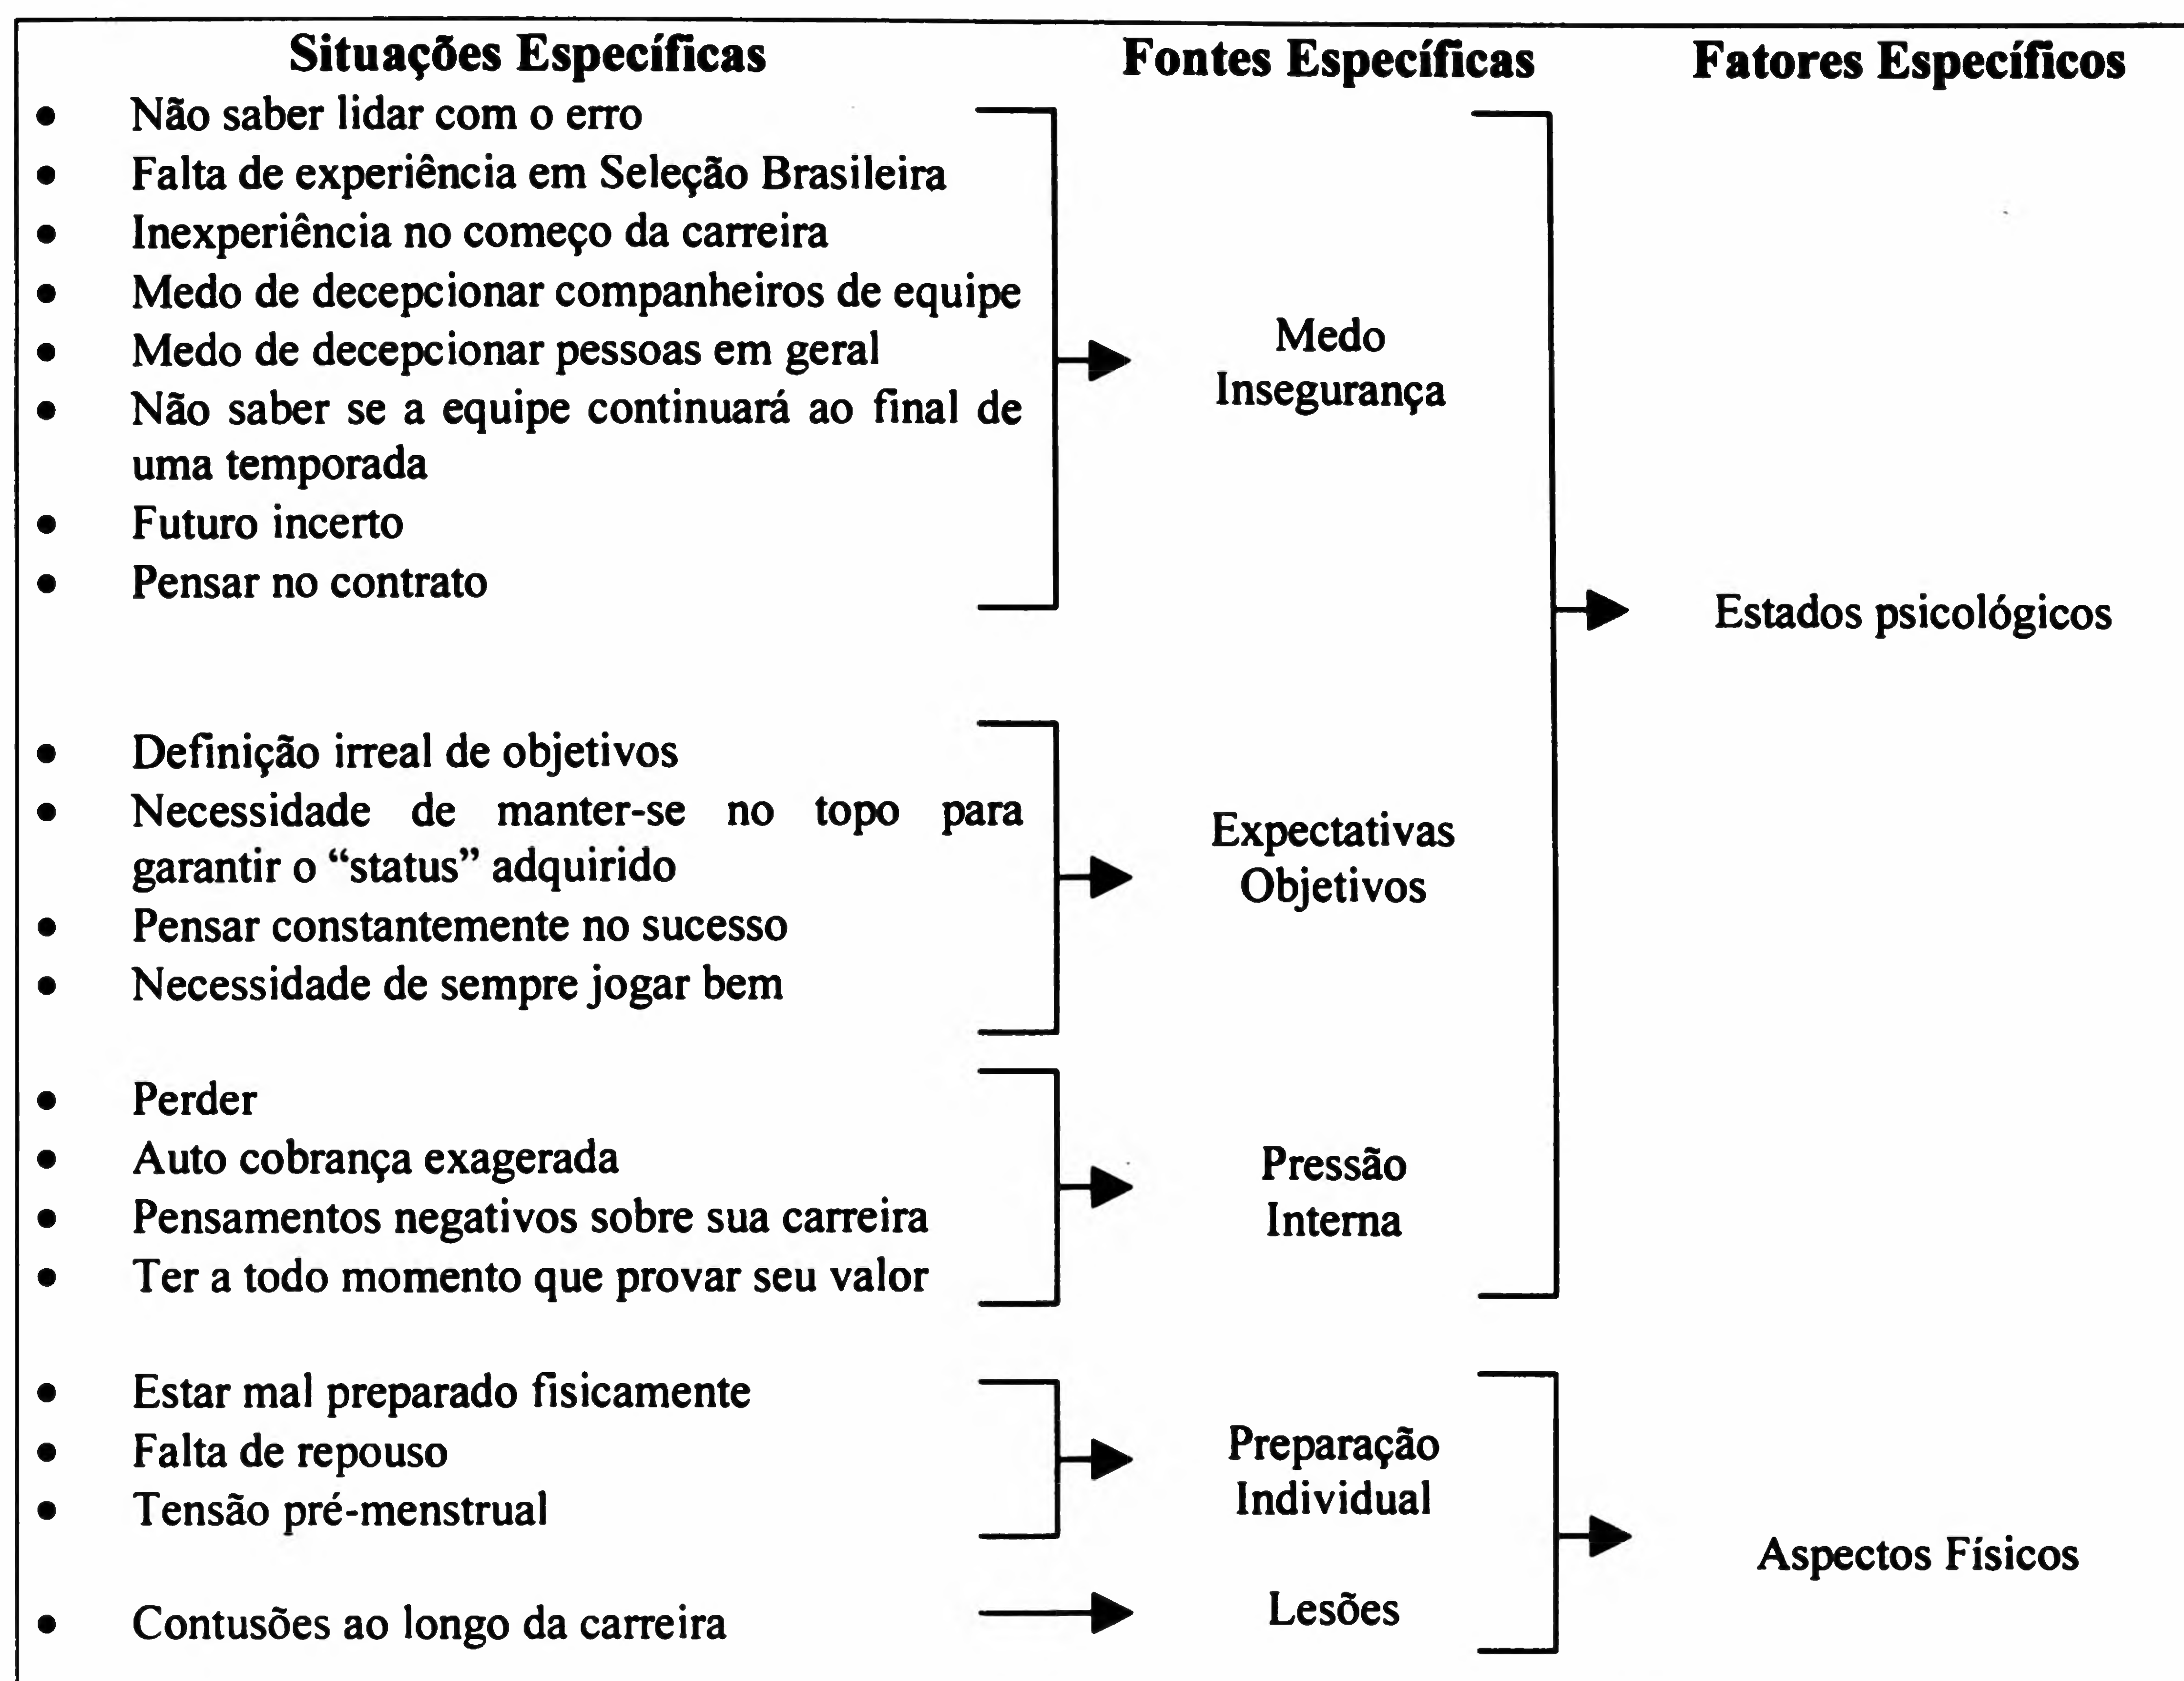 Situações Específicas
Fontes Específicas
Fatores Específicos
• Não saber lidar com o erro
• Falta de experiência em Seleção Brasileira
• Inexperiência no começo da carreira
• Medo de decepcionar companheiros de equipe
• Medo de decepcionar pessoas em geral
• Não saber se a equipe continuará ao final de
uma temporada
• Futuro incerto
• Pensar no contrato
Medo
Insegurança
• Definição irreal de objetivos
• Necessidade de manter-se no topo para
garantir o “status” adquirido
• Pensar constantemente no sucesso
• Necessidade de sempre jogar bem
Expectativas
Objetivos
• Perder
• Auto cobrança exagerada
• Pensamentos negativos sobre sua carreira
• Ter a todo momento que provar seu valor
Pressão
Interna
Estados psicológicos
• Estar mal preparado fisicamente
• Falta de repouso
• Tensão pré-menstrual
Preparação
Individual
• Contusões ao longo da carreira
Lesões
Aspectos Físicos